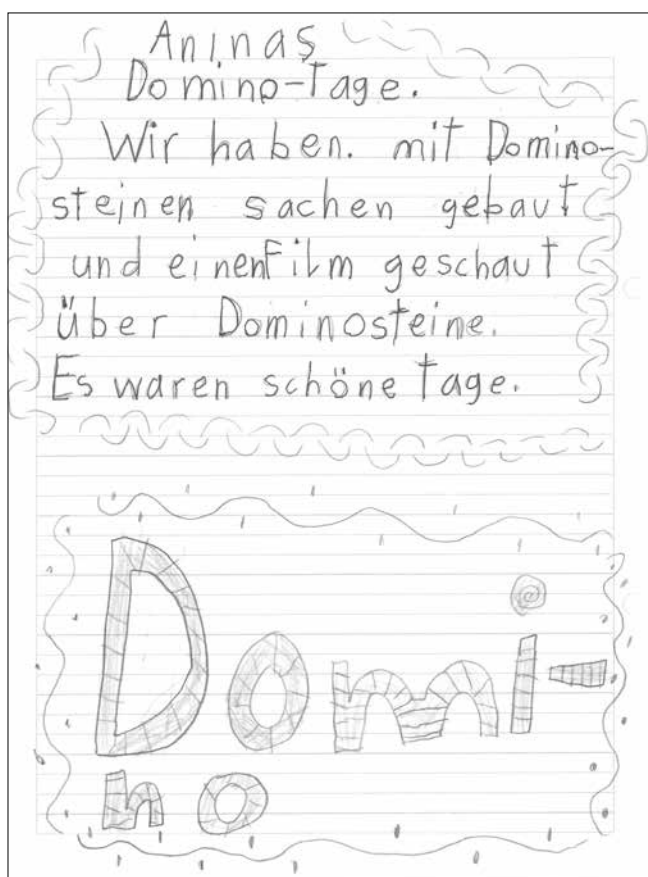 Aninas
Domino-Tage.
Wir haben. mit Domino-
steinen sachen gebaut
und einenFilm geschaut
über Dominosteine.
Es waren schöne tage.
Domi-
no